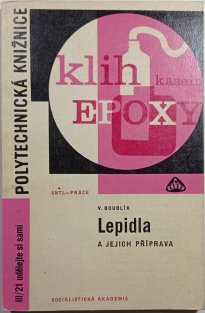 POLYTECHNICKÁ KNIŽNICE
III/21 udělejte si sami
klih
kasein
EPOXY
SNTL—PRÁCE
V. BOUBLÍK
Lepidla
A JEJICH PŘÍPRAVA
SOCIALISTICKÁ AKADEMIE